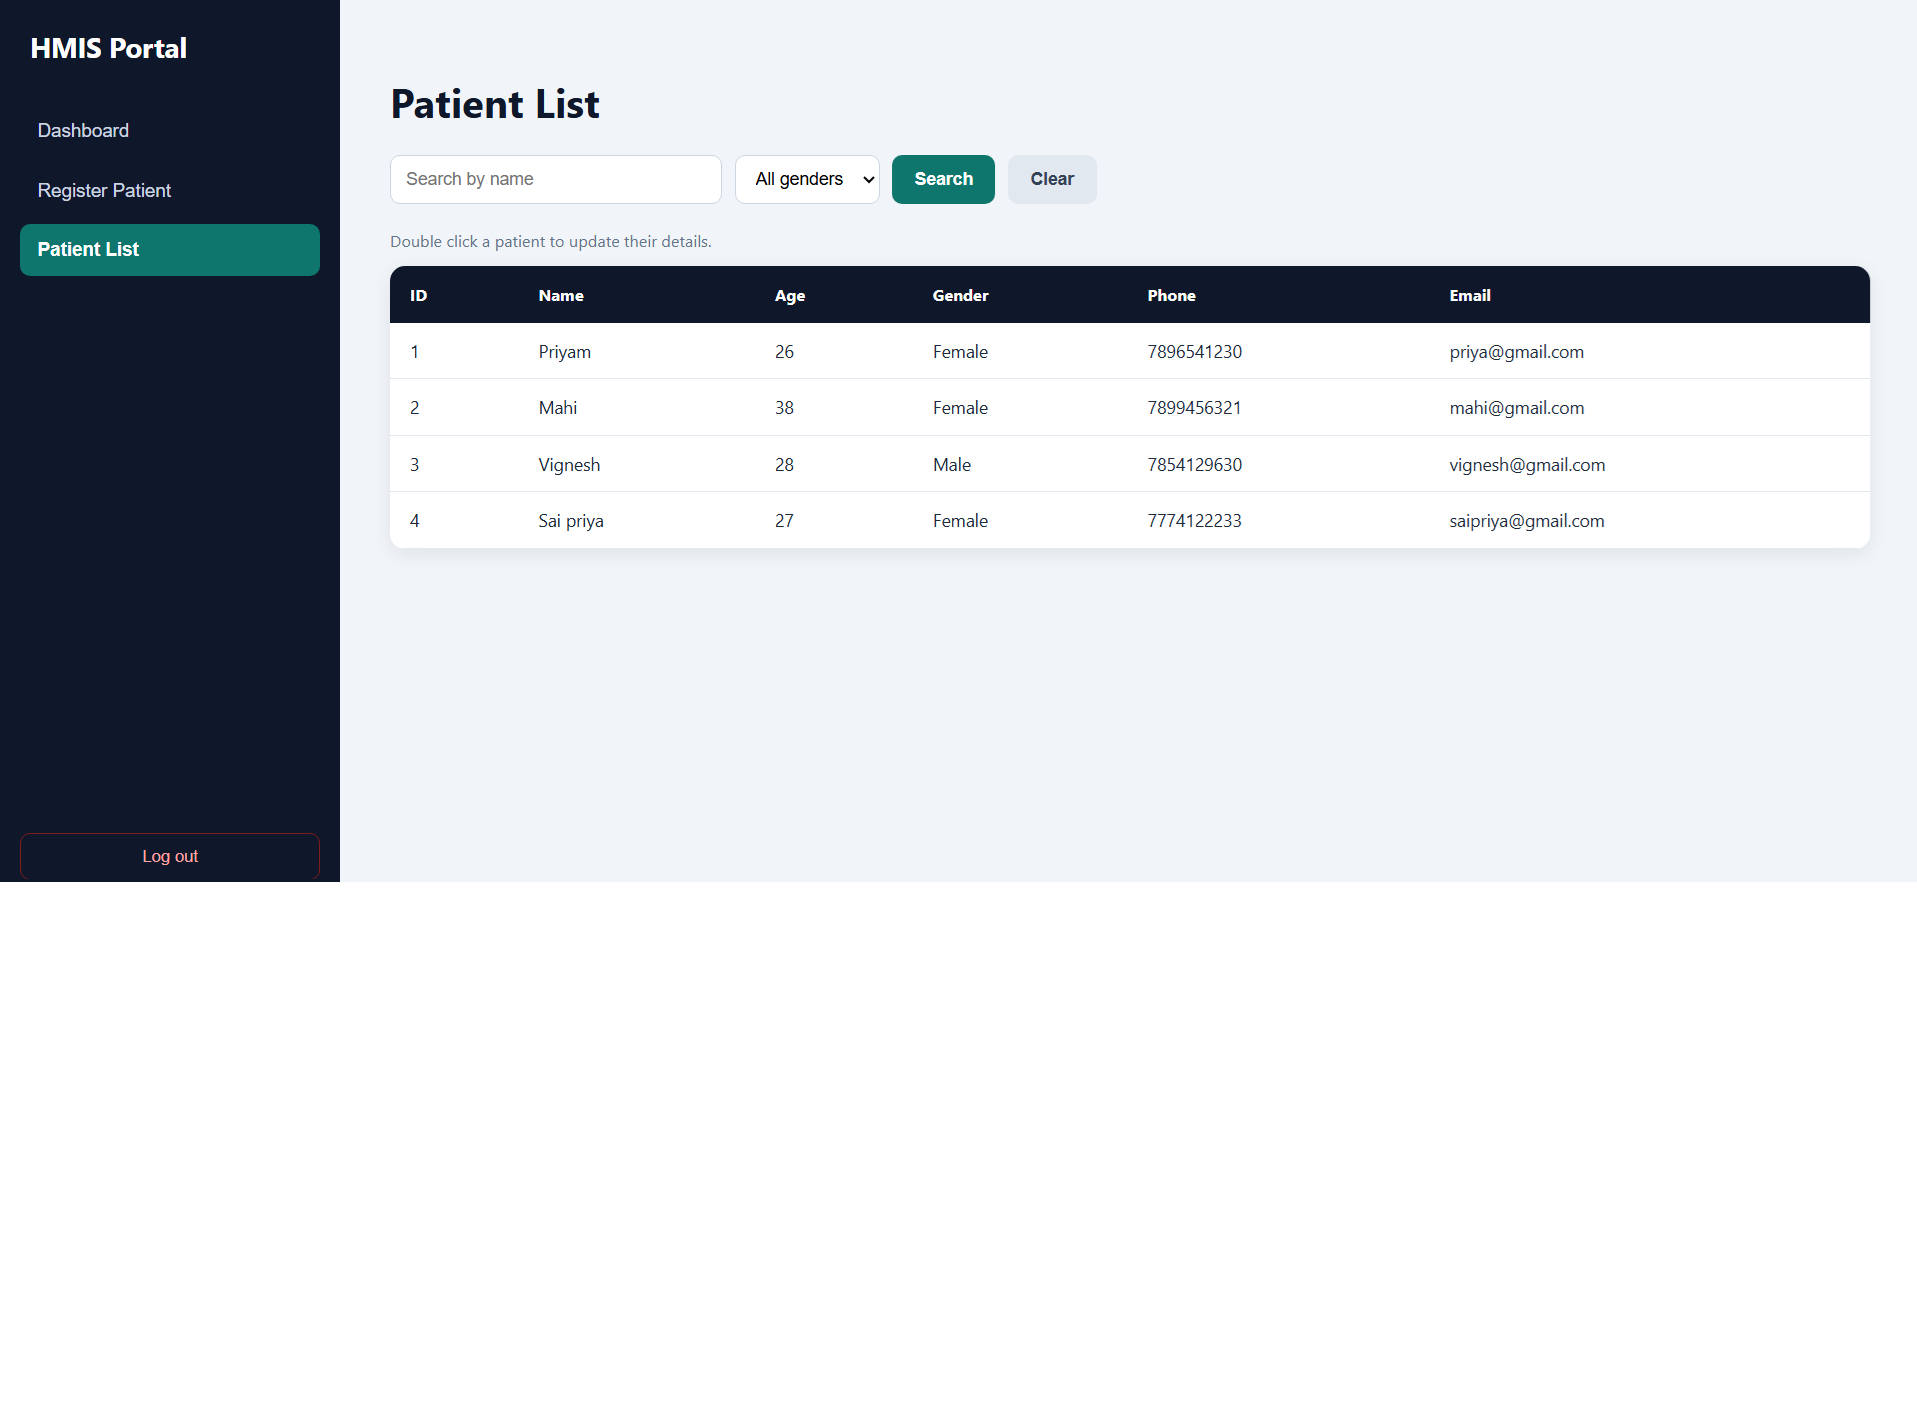 HMIS Portal
Dashboard
Register Patient
Patient List
Log out
Patient List
Search by name All genders Search Clear
Double click a patient to update their details.
ID Name Age Gender Phone Email
1 Priyam 26 Female 7896541230 priya@gmail.com
2 Mahi 38 Female 7899456321 mahi@gmail.com
3 Vignesh 28 Male 7854129630 vignesh@gmail.com
4 Sai priya 27 Female 7774122233 saipriya@gmail.com